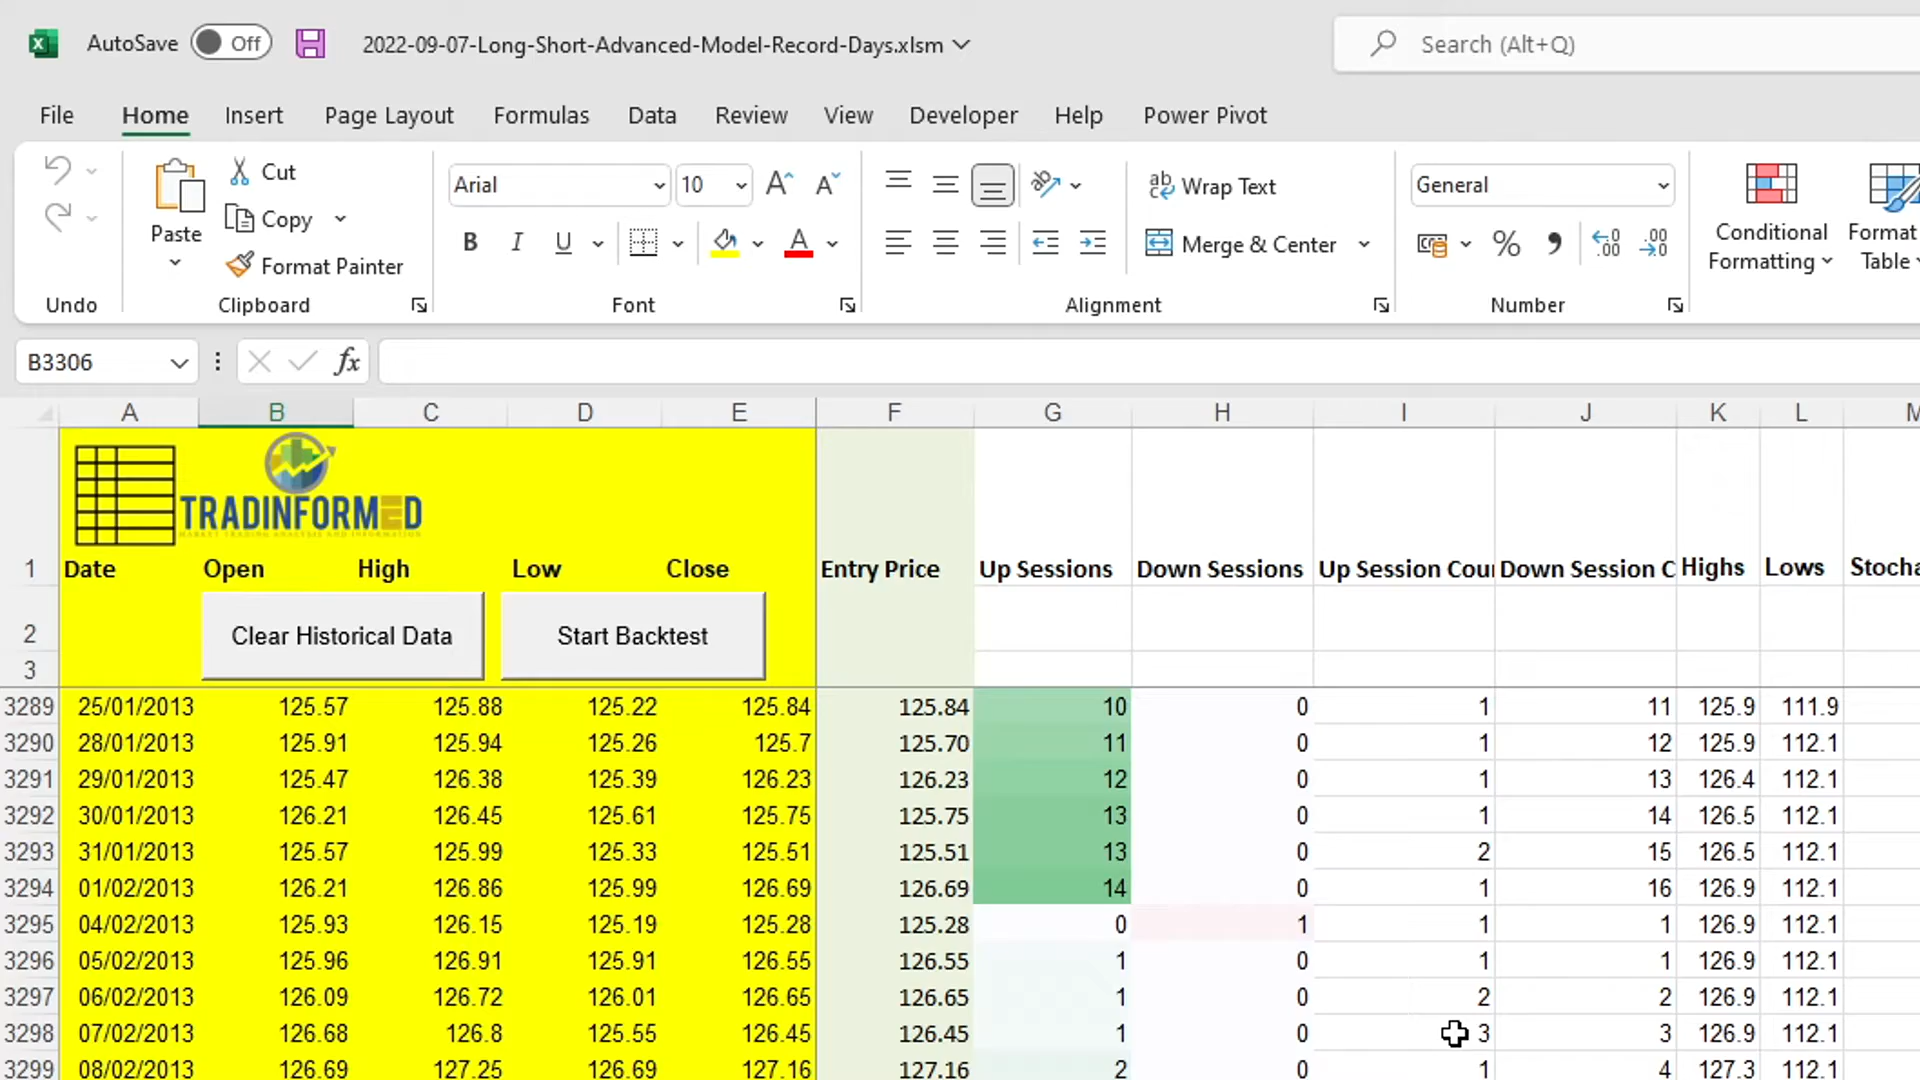 AutoSave Off 2022-09-07-Long-Short-Advanced-Model-Record-Days.xlsm Search (Alt+Q)
File Home Insert Page Layout Formulas Data Review View Developer Help Power Pivot
Paste Cut Copy Format Painter
Arial 10
B I U A
Wrap Text
Merge & Center
General
% 9
Conditional Formatting
Format Table
Undo Clipboard Font Alignment Number
B3306 fx
A B C D E F G H I J K L M
TRADINFORMED
MARKET TRADING ANALYSIS AND INFORMATION
1 Date Open High Low Close Entry Price Up Sessions Down Sessions Up Session Cou Down Session C Highs Lows Stocha
2 Clear Historical Data Start Backtest
3
3289 25/01/2013 125.57 125.88 125.22 125.84 125.84 10 0 1 11 125.9 111.9
3290 28/01/2013 125.91 125.94 125.26 125.7 125.70 11 0 1 12 125.9 112.1
3291 29/01/2013 125.47 126.38 125.39 126.23 126.23 12 0 1 13 126.4 112.1
3292 30/01/2013 126.21 126.45 125.61 125.75 125.75 13 0 1 14 126.5 112.1
3293 31/01/2013 125.57 125.99 125.33 125.51 125.51 13 0 2 15 126.5 112.1
3294 01/02/2013 126.21 126.86 125.99 126.69 126.69 14 0 1 16 126.9 112.1
3295 04/02/2013 125.93 126.15 125.19 125.28 125.28 0 1 1 1 126.9 112.1
3296 05/02/2013 125.96 126.91 125.91 126.55 126.55 1 0 1 1 126.9 112.1
3297 06/02/2013 126.09 126.72 126.01 126.65 126.65 1 0 2 2 126.9 112.1
3298 07/02/2013 126.68 126.8 125.55 126.45 126.45 1 0 3 3 126.9 112.1
3299 08/02/2013 126.69 127.25 126.69 127.16 127.16 2 0 1 4 127.3 112.1